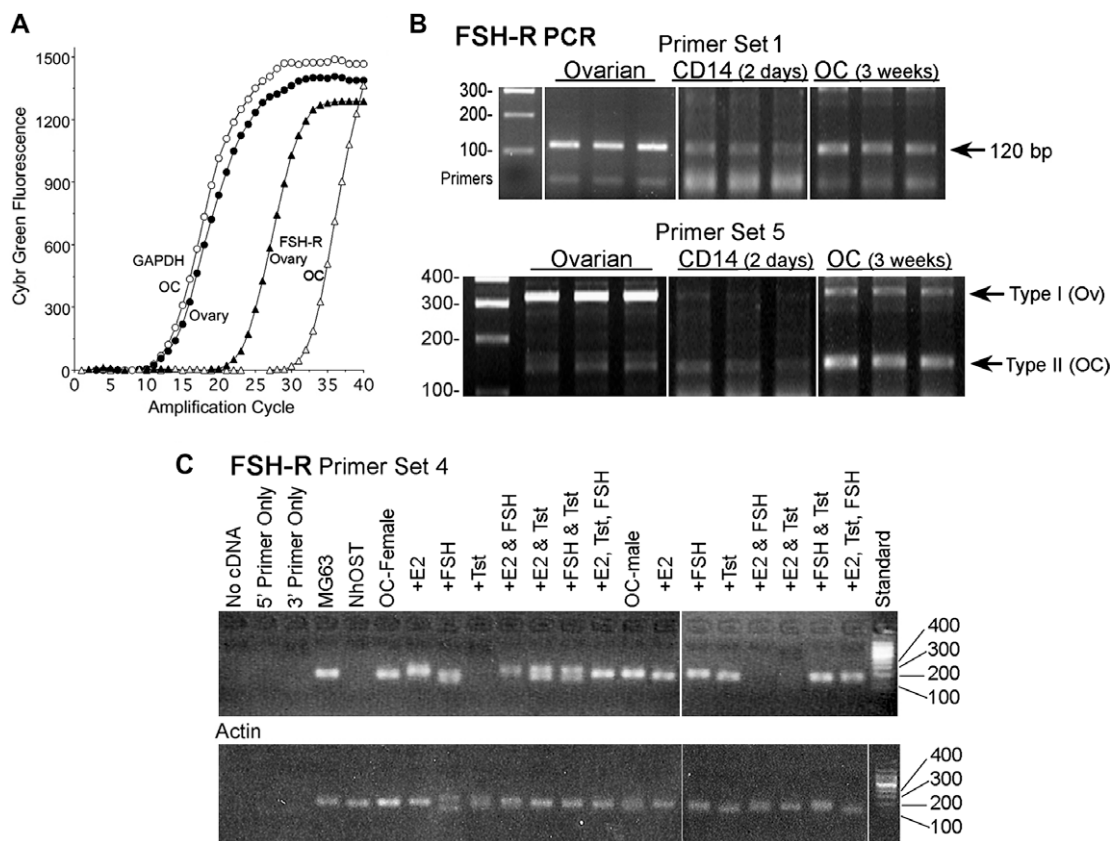 A
1500
1200
900
600
300
0
Cybr Green Fluorescence
GAPDH
OC
Ovary
FSH-R
Ovary
OC
0 5 10 15 20 25 30 35 40
Amplification Cycle
B
FSH-R PCR
Primer Set 1
Ovarian
CD14 (2 days)
OC (3 weeks)
300-
200-
100-
Primers
120 bp
Primer Set 5
Ovarian
CD14 (2 days)
OC (3 weeks)
400-
300-
200-
100-
Type I (Ov)
Type II (OC)
C
FSH-R Primer Set 4
No cDNA
5' Primer Only
3' Primer Only
MG63
NhOST
OC-Female
+E2
+FSH
+Tst
+E2 & FSH
+E2 & Tst
+FSH & Tst
+E2, Tst, FSH
OC-male
+E2
+FSH
+Tst
+E2 & FSH
+E2 & Tst
+FSH & Tst
+E2, Tst, FSH
Standard
400
300
200
100
Actin
400
300
200
100